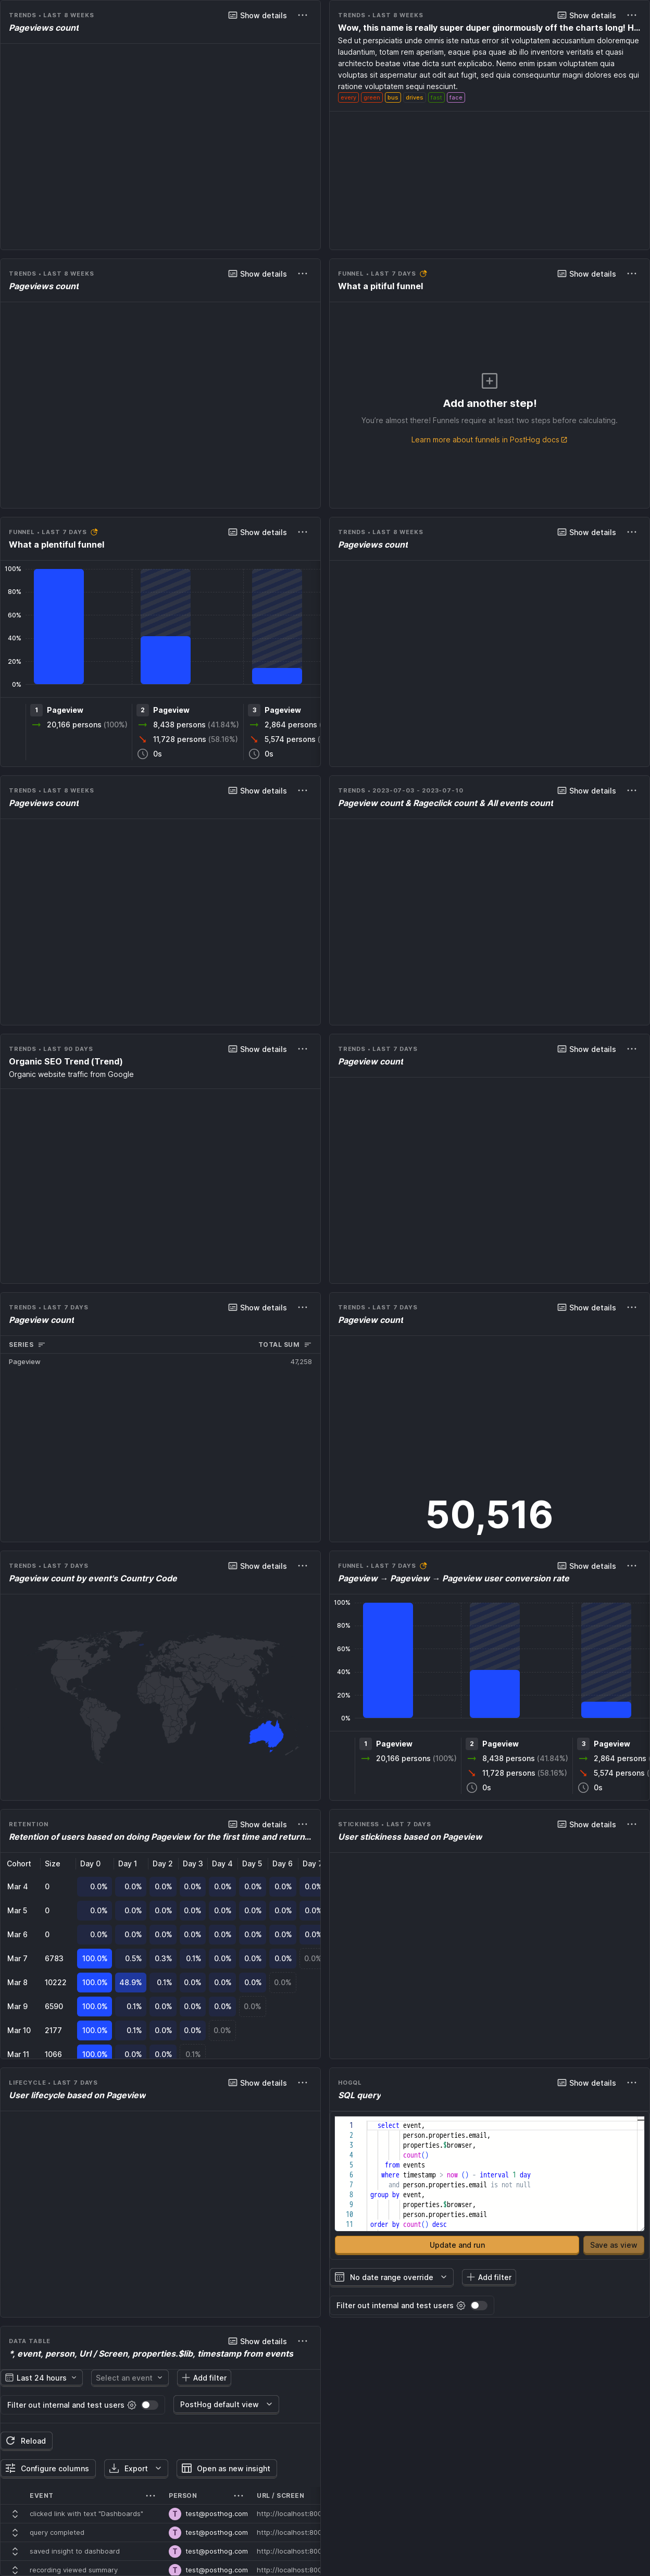 TRENDS • LAST 8 WEEKS
Show details
Pageviews count
TRENDS • LAST 8 WEEKS
Show details
Wow, this name is really super duper ginormously off the charts long! H...
Sed ut perspiciatis unde omnis iste natus error sit voluptatem accusantium doloremque
laudantium, totam rem aperiam, eaque ipsa quae ab illo inventore veritatis et quasi
architecto beatae vitae dicta sunt explicabo. Nemo enim ipsam voluptatem quia
voluptas sit aspernatur aut odit aut fugit, sed quia consequuntur magni dolores eos qui
ratione voluptatem sequi nesciunt.
every green bus drives fast face
TRENDS • LAST 8 WEEKS
Show details
Pageviews count
FUNNEL • LAST 7 DAYS
Show details
What a pitiful funnel
Add another step!
You're almost there! Funnels require at least two steps before calculating.
Learn more about funnels in PostHog docs
FUNNEL • LAST 7 DAYS
Show details
What a plentiful funnel
100%
80%
60%
40%
20%
0%
1 Pageview
20,166 persons (100%)
2 Pageview
8,438 persons (41.84%)
11,728 persons (58.16%)
0s
3 Pageview
2,864 persons
5,574 persons
0s
TRENDS • LAST 8 WEEKS
Show details
Pageviews count
TRENDS • LAST 8 WEEKS
Show details
Pageviews count
TRENDS • 2023-07-03 - 2023-07-10
Show details
Pageview count & Rageclick count & All events count
TRENDS • LAST 90 DAYS
Show details
Organic SEO Trend (Trend)
Organic website traffic from Google
TRENDS • LAST 7 DAYS
Show details
Pageview count
TRENDS • LAST 7 DAYS
Show details
Pageview count
SERIES
TOTAL SUM
Pageview
47,258
TRENDS • LAST 7 DAYS
Show details
Pageview count
50,516
TRENDS • LAST 7 DAYS
Show details
Pageview count by event's Country Code
FUNNEL • LAST 7 DAYS
Show details
Pageview → Pageview → Pageview user conversion rate
100%
80%
60%
40%
20%
0%
1 Pageview
20,166 persons (100%)
2 Pageview
8,438 persons (41.84%)
11,728 persons (58.16%)
0s
3 Pageview
2,864 persons
5,574 persons
0s
RETENTION
Show details
Retention of users based on doing Pageview for the first time and return...
Cohort Size Day 0 Day 1 Day 2 Day 3 Day 4 Day 5 Day 6 Day 7
Mar 4 0 0.0% 0.0% 0.0% 0.0% 0.0% 0.0% 0.0% 0.0%
Mar 5 0 0.0% 0.0% 0.0% 0.0% 0.0% 0.0% 0.0% 0.0%
Mar 6 0 0.0% 0.0% 0.0% 0.0% 0.0% 0.0% 0.0% 0.0%
Mar 7 6783 100.0% 0.5% 0.3% 0.1% 0.0% 0.0% 0.0% 0.0%
Mar 8 10222 100.0% 48.9% 0.1% 0.0% 0.0% 0.0% 0.0%
Mar 9 6590 100.0% 0.1% 0.0% 0.0% 0.0% 0.0%
Mar 10 2177 100.0% 0.1% 0.0% 0.0% 0.0%
Mar 11 1066 100.0% 0.0% 0.0% 0.1%
STICKINESS • LAST 7 DAYS
Show details
User stickiness based on Pageview
LIFECYCLE • LAST 7 DAYS
Show details
User lifecycle based on Pageview
HOGQL
Show details
SQL query
1 select event,
2 person.properties.email,
3 properties.$browser,
4 count()
5 from events
6 where timestamp > now () - interval 1 day
7 and person.properties.email is not null
8 group by event,
9 properties.$browser,
10 person.properties.email
11 order by count() desc
Update and run
Save as view
No date range override
Add filter
Filter out internal and test users
DATA TABLE
Show details
*, event, person, Url / Screen, properties.$lib, timestamp from events
Last 24 hours
Select an event
Add filter
Filter out internal and test users
PostHog default view
Reload
Configure columns
Export
Open as new insight
EVENT PERSON URL / SCREEN
clicked link with text "Dashboards" T test@posthog.com http://localhost:800
query completed T test@posthog.com http://localhost:800
saved insight to dashboard T test@posthog.com http://localhost:800
recording viewed summary T test@posthog.com http://localhost:800